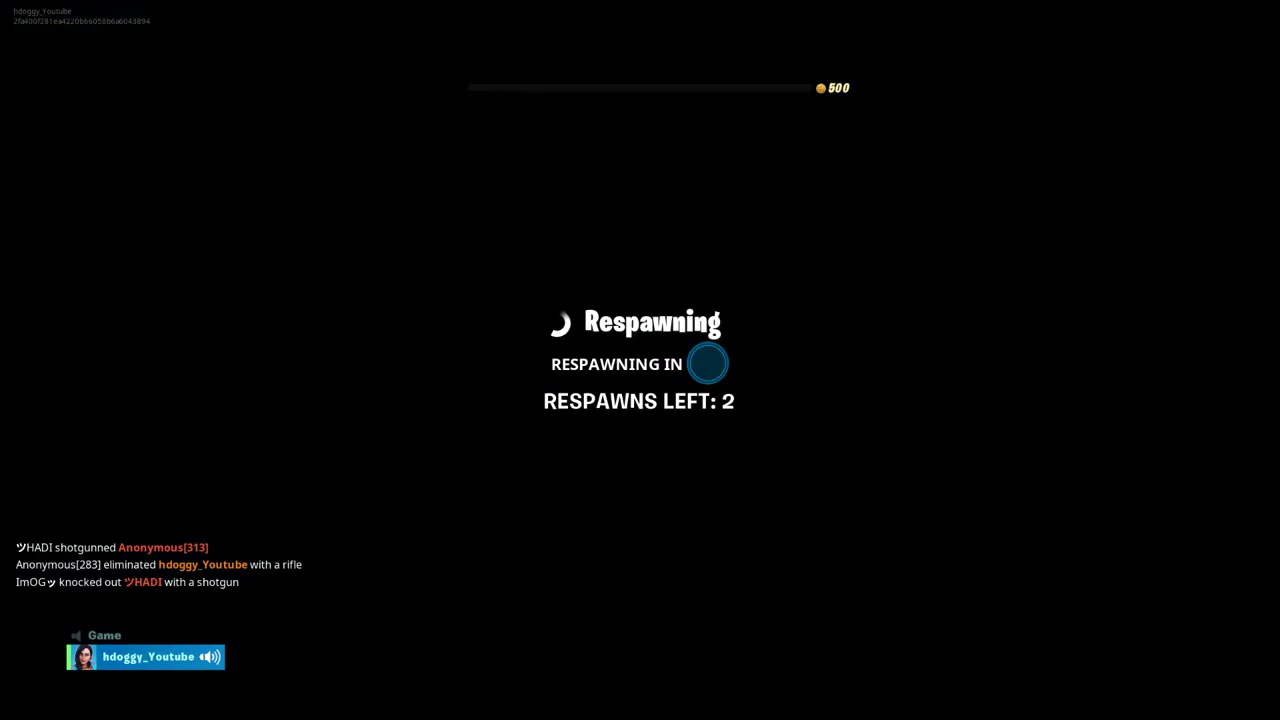 hdoggy_Youtube
2fa400f281ea4220b66058b6a6043894
500
Respawning
RESPAWNING IN
RESPAWNS LEFT: 2
ツHADI shotgunned Anonymous[313]
Anonymous[283] eliminated hdoggy_Youtube with a rifle
ImOGッ knocked out ツHADI with a shotgun
Game
hdoggy_Youtube